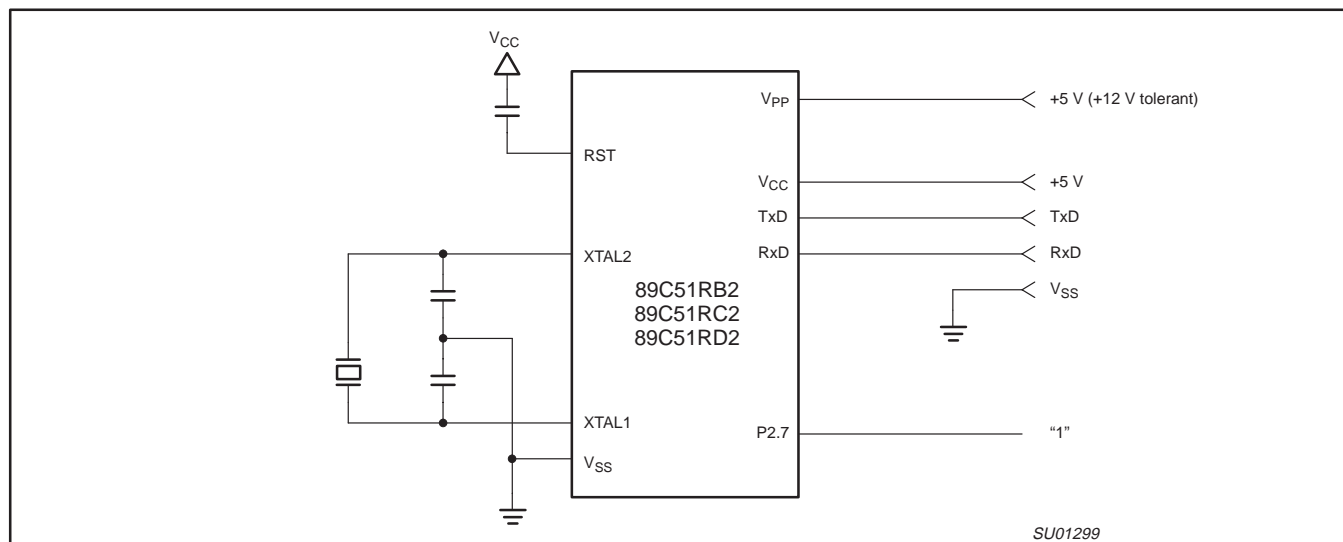 VCC
VPP
+5 V (+12 V tolerant)
RST
VCC
+5 V
TxD
TxD
XTAL2
RxD
RxD
89C51RB2
89C51RC2
89C51RD2
VSS
XTAL1
P2.7
“1”
VSS
SU01299